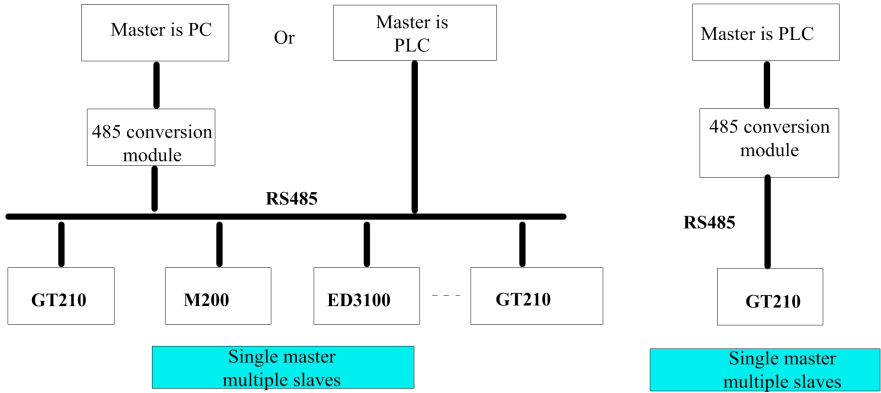 Master is PC
Or
Master is
PLC
485 conversion
module
RS485
GT210
M200
ED3100
GT210
Single master
multiple slaves
Master is PLC
485 conversion
module
RS485
GT210
Single master
multiple slaves